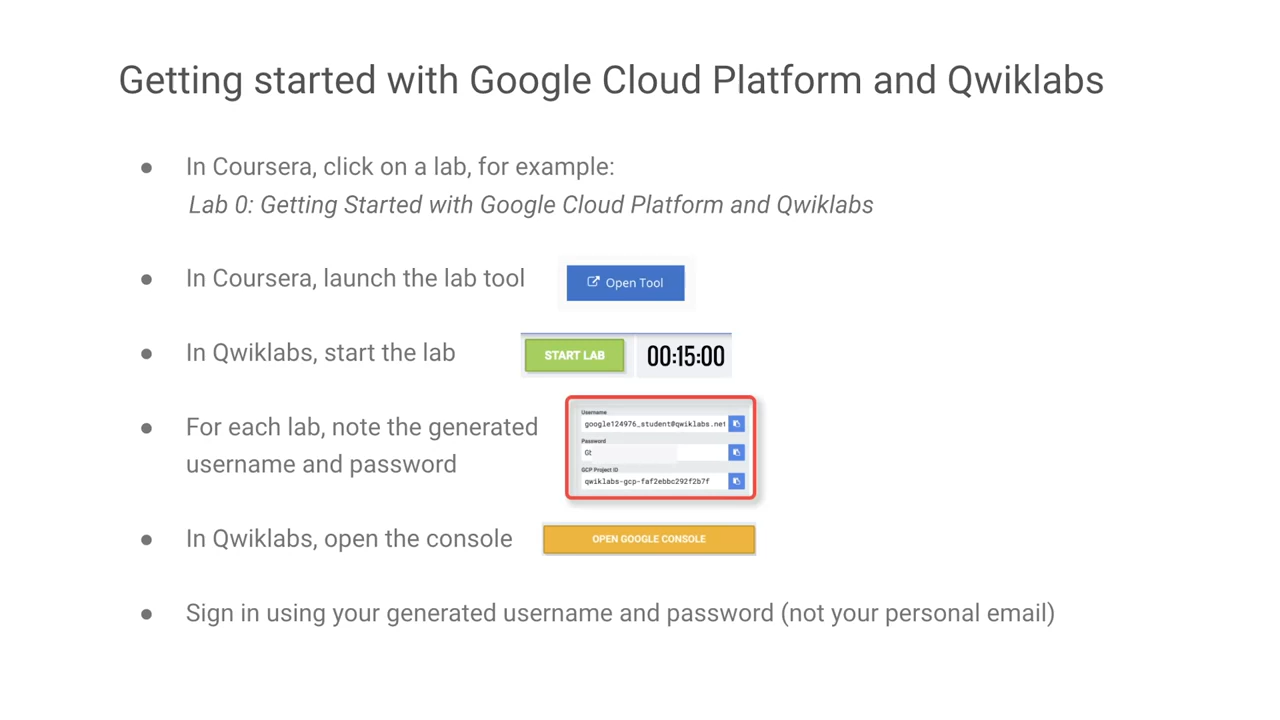 Getting started with Google Cloud Platform and Qwiklabs
● In Coursera, click on a lab, for example:
Lab 0: Getting Started with Google Cloud Platform and Qwiklabs
● In Coursera, launch the lab tool
Open Tool
● In Qwiklabs, start the lab
START LAB 00:15:00
● For each lab, note the generated
username and password
Username
google124976_student@qwiklabs.net
Password
Gt
GCP Project ID
qwiklabs-gcp-faf2ebbc292f2b7f
● In Qwiklabs, open the console
OPEN GOOGLE CONSOLE
● Sign in using your generated username and password (not your personal email)